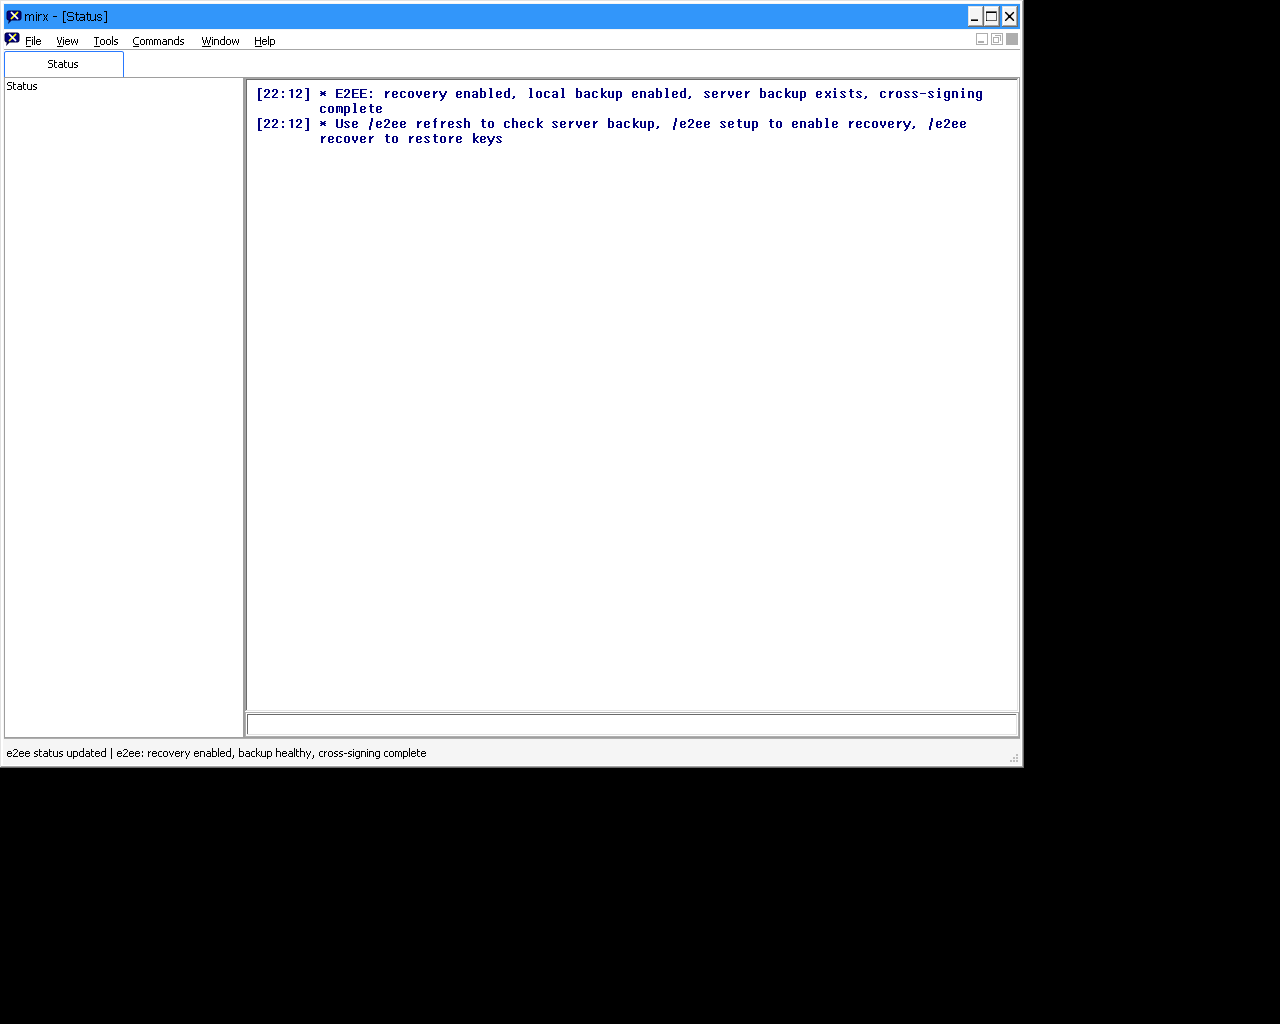 mirx - [Status]
File View Tools Commands Window Help
Status
Status
[22:12] * E2EE: recovery enabled, local backup enabled, server backup exists, cross-signing
complete
[22:12] * Use /e2ee refresh to check server backup, /e2ee setup to enable recovery, /e2ee
recover to restore keys
e2ee status updated | e2ee: recovery enabled, backup healthy, cross-signing complete